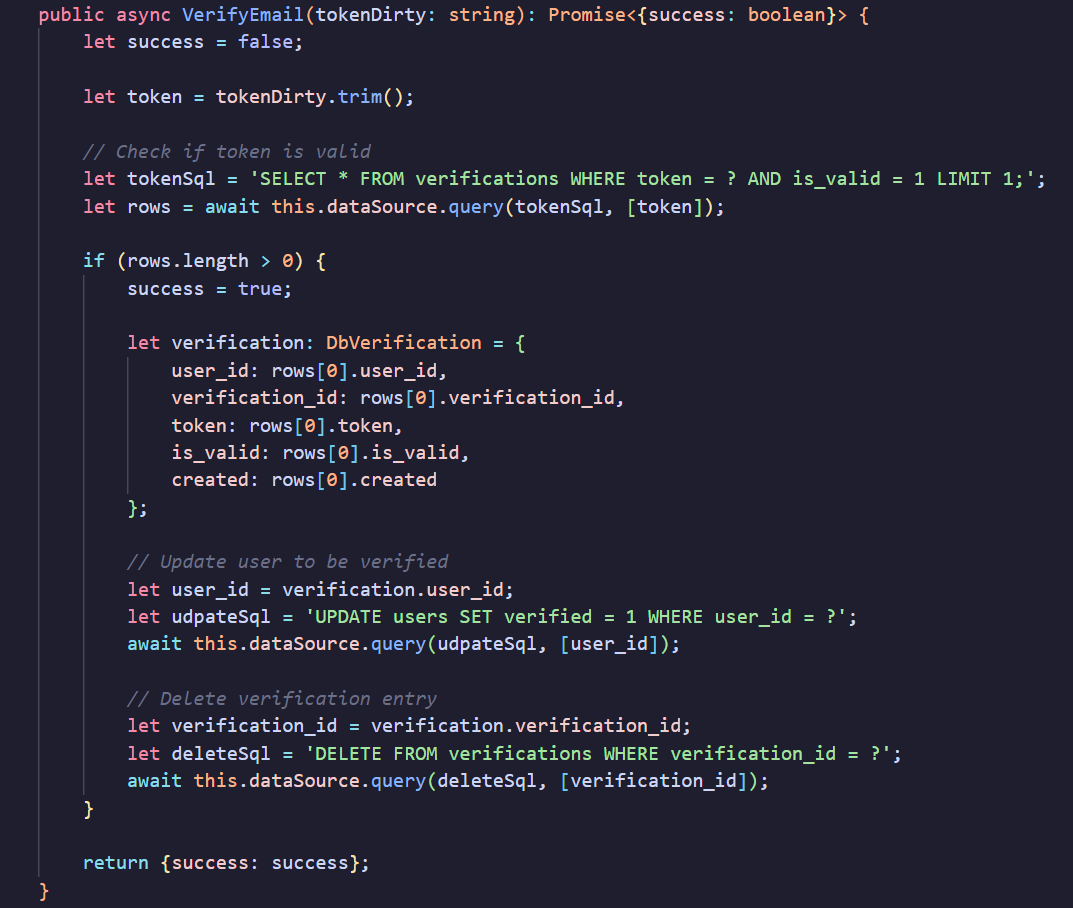 public async VerifyEmail(tokenDirty: string): Promise<{success: boolean}> {
let success = false;
let token = tokenDirty.trim();
// Check if token is valid
let tokenSql = 'SELECT * FROM verifications WHERE token = ? AND is_valid = 1 LIMIT 1;';
let rows = await this.dataSource.query(tokenSql, [token]);
if (rows.length > 0) {
success = true;
let verification: DbVerification = {
user_id: rows[0].user_id,
verification_id: rows[0].verification_id,
token: rows[0].token,
is_valid: rows[0].is_valid,
created: rows[0].created
};
// Update user to be verified
let user_id = verification.user_id;
let udpateSql = 'UPDATE users SET verified = 1 WHERE user_id = ?';
await this.dataSource.query(udpateSql, [user_id]);
// Delete verification entry
let verification_id = verification.verification_id;
let deleteSql = 'DELETE FROM verifications WHERE verification_id = ?';
await this.dataSource.query(deleteSql, [verification_id]);
}
return {success: success};
}